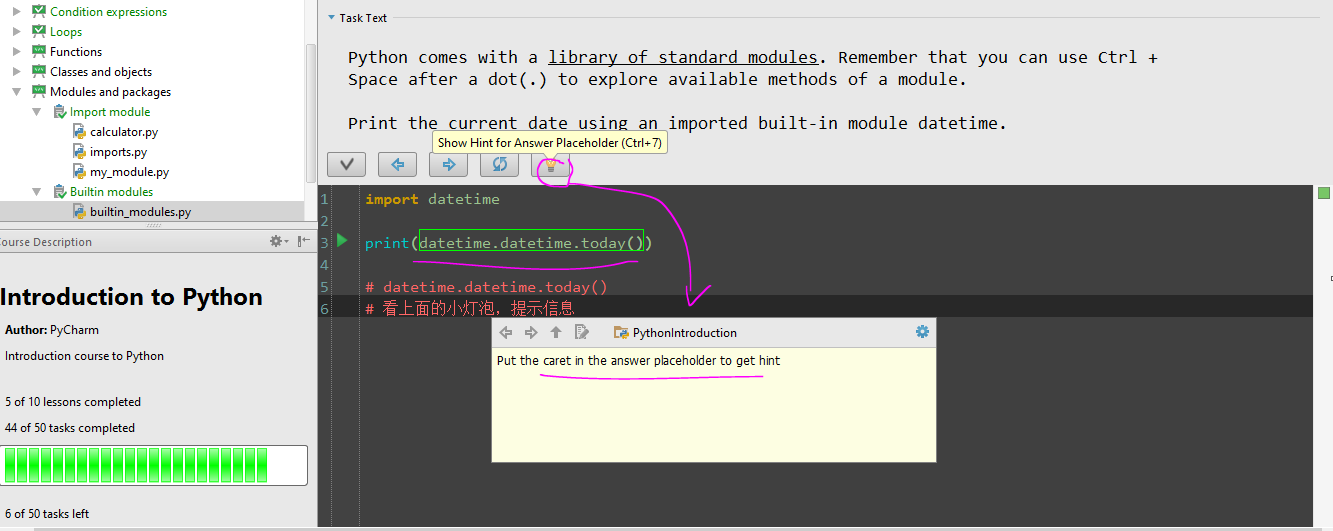 Condition expressions
Loops
Functions
Classes and objects
Modules and packages
Import module
calculator.py
imports.py
my_module.py
Builtin modules
builtin_modules.py
Course Description
Introduction to Python
Author: PyCharm
Introduction course to Python
5 of 10 lessons completed
44 of 50 tasks completed
6 of 50 tasks left
Task Text
Python comes with a library of standard modules. Remember that you can use Ctrl +
Space after a dot(.) to explore available methods of a module.
Print the current date using an imported built-in module datetime.
Show Hint for Answer Placeholder (Ctrl+7)
1 import datetime
2
3 print(datetime.datetime.today())
4
5 # datetime.datetime.today()
6 # 看上面的小灯泡，提示信息
PythonIntroduction
Put the caret in the answer placeholder to get hint